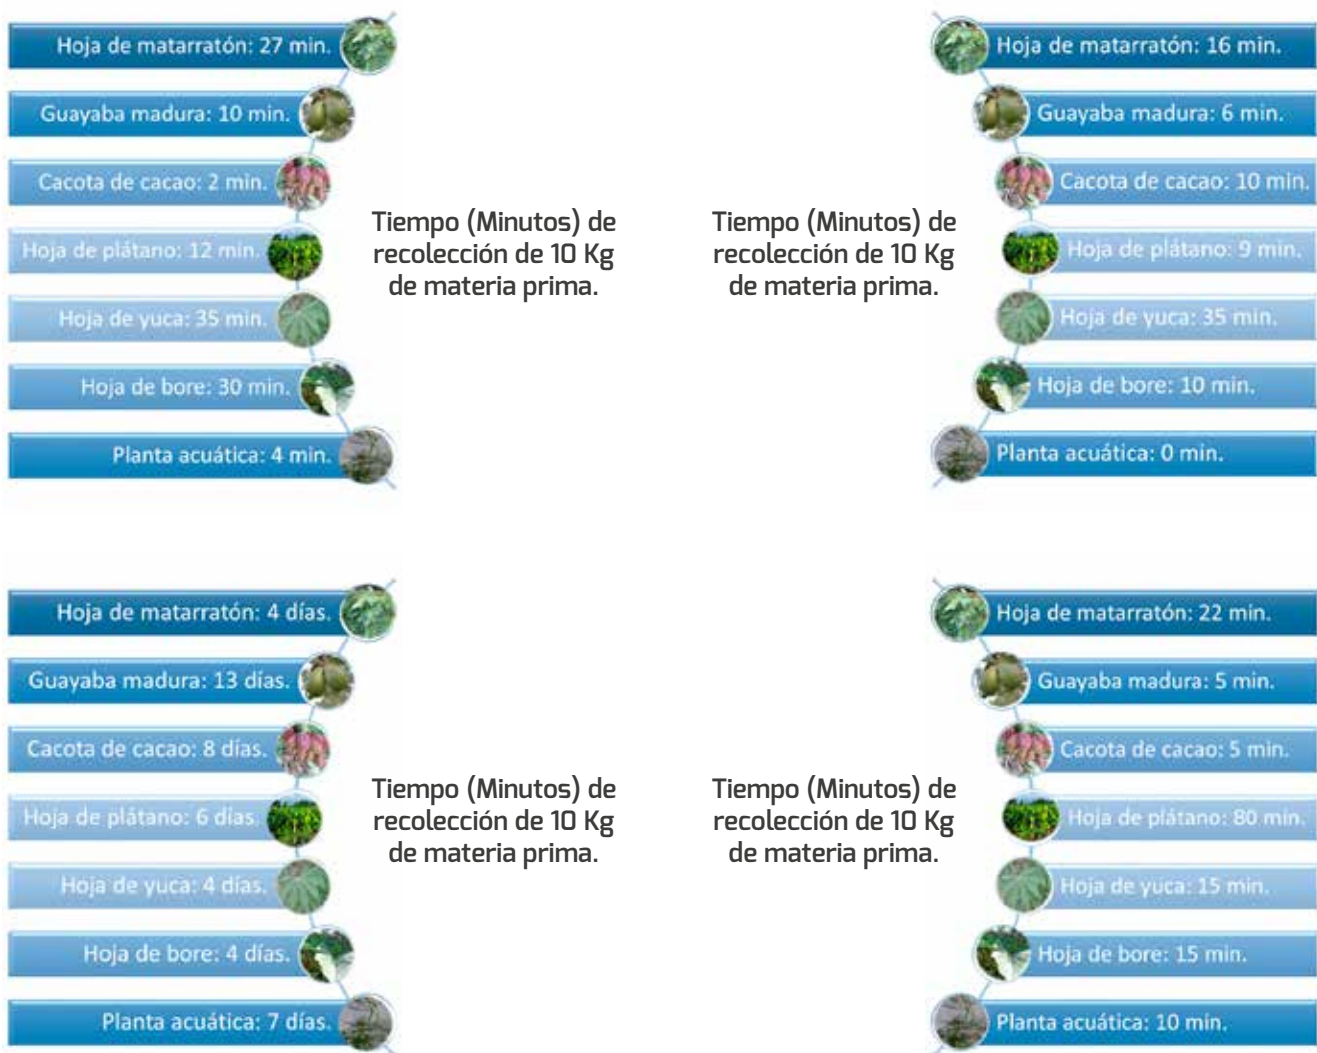 Hoja de matarratón: 27 min.
Guayaba madura: 10 min.
Cacota de cacao: 2 min.
Hoja de plátano: 12 min.
Hoja de yuca: 35 min.
Hoja de bore: 30 min.
Planta acuática: 4 min.
Tiempo (Minutos) de
recolección de 10 Kg
de materia prima.
Tiempo (Minutos) de
recolección de 10 Kg
de materia prima.
Hoja de matarratón: 16 min.
Guayaba madura: 6 min.
Cacota de cacao: 10 min.
Hoja de plátano: 9 min.
Hoja de yuca: 35 min.
Hoja de bore: 10 min.
Planta acuática: 0 min.
Hoja de matarratón: 4 días.
Guayaba madura: 13 días.
Cacota de cacao: 8 días.
Hoja de plátano: 6 días.
Hoja de yuca: 4 días.
Hoja de bore: 4 días.
Planta acuática: 7 días.
Tiempo (Minutos) de
recolección de 10 Kg
de materia prima.
Tiempo (Minutos) de
recolección de 10 Kg
de materia prima.
Hoja de matarratón: 22 min.
Guayaba madura: 5 min.
Cacota de cacao: 5 min.
Hoja de plátano: 80 min.
Hoja de yuca: 15 min.
Hoja de bore: 15 min.
Planta acuática: 10 min.